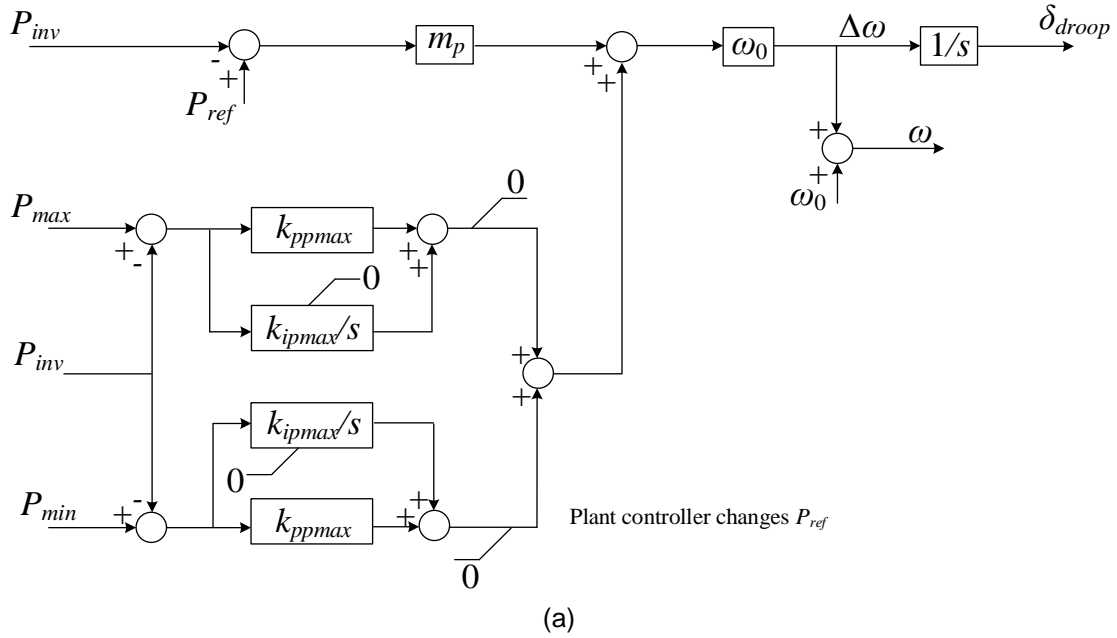 P_inv
-
+
P_ref
m_p
+
+
ω_0
Δω
1/s
δ_droop
+
+
ω_0
ω
P_max
+
-
k_ppmax
k_ipmax/s
0
+
+
0
P_inv
+
+
P_min
+
-
k_ipmax/s
0
k_ppmax
+
+
0
Plant controller changes P_ref
(a)